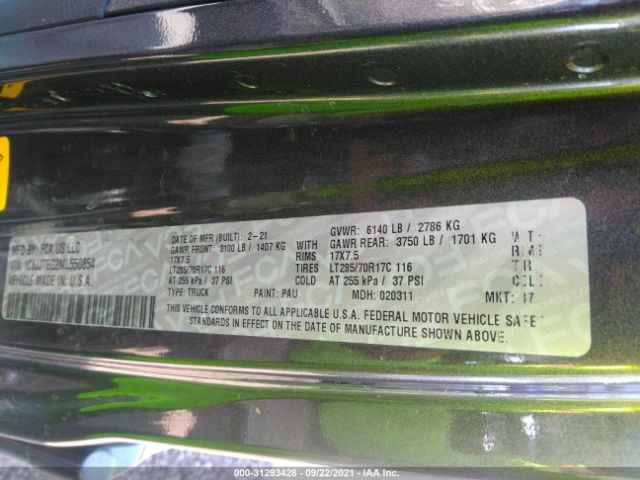 MFD BY FCA US LLC
DATE OF MFR (BUILT): 2-21
GVWR: 6140 LB / 2786 KG
GAWR FRONT: 3100 LB / 1407 KG WITH
GAWR REAR: 3750 LB / 1701 KG
17X7.5 RIMS 17X7.5 RIMS
LT285/70R17C 116 TIRES LT285/70R17C 116
AT 255 kPa / 37 PSI COLD AT 255 kPa / 37 PSI
VEHICLE MADE IN U.S.A.
TYPE: TRUCK PAINT: PAU MDH: 020311 MKT:
THIS VEHICLE CONFORMS TO ALL APPLICABLE U.S.A. FEDERAL MOTOR VEHICLE SAFE
STANDARDS IN EFFECT ON THE DATE OF MANUFACTURE SHOWN ABOVE.
000-31293428 - 09/22/2021 - IAA Inc.